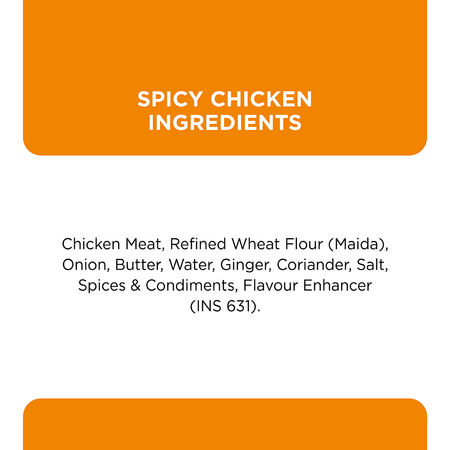 SPICY CHICKEN
INGREDIENTS
Chicken Meat, Refined Wheat Flour (Maida),
Onion, Butter, Water, Ginger, Coriander, Salt,
Spices & Condiments, Flavour Enhancer
(INS 631).